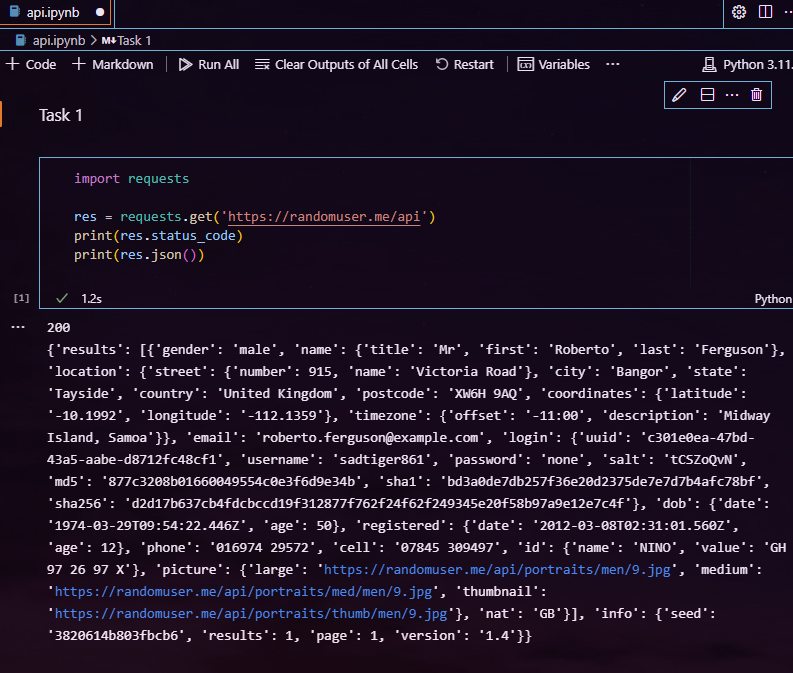 api.ipynb ●
api.ipynb > M↓Task 1
+ Code + Markdown | Run All Clear Outputs of All Cells Restart | Variables ··· Python 3.11.
Task 1
import requests
res = requests.get('https://randomuser.me/api')
print(res.status_code)
print(res.json())
[1] ✓ 1.2s Python
··· 200
{'results': [{'gender': 'male', 'name': {'title': 'Mr', 'first': 'Roberto', 'last': 'Ferguson'},
'location': {'street': {'number': 915, 'name': 'Victoria Road'}, 'city': 'Bangor', 'state':
'Tayside', 'country': 'United Kingdom', 'postcode': 'XW6H 9AQ', 'coordinates': {'latitude':
'-10.1992', 'longitude': '-112.1359'}, 'timezone': {'offset': '-11:00', 'description': 'Midway
Island, Samoa'}}, 'email': 'roberto.ferguson@example.com', 'login': {'uuid': 'c301e0ea-47bd-
43a5-aabe-d8712fc48cf1', 'username': 'sadtiger861', 'password': 'none', 'salt': 'tCSZoQvN',
'md5': '877c3208b01660049554c0e3f6d9e34b', 'sha1': 'bd3a0de7db257f36e20d2375de7e7d7b4afc78bf',
'sha256': 'd2d17b637cb4fdcbccd19f312877f762f24f62f249345e20f58b97a9e12e7c4f'}, 'dob': {'date':
'1974-03-29T09:54:22.446Z', 'age': 50}, 'registered': {'date': '2012-03-08T02:31:01.560Z',
'age': 12}, 'phone': '016974 29572', 'cell': '07845 309497', 'id': {'name': 'NINO', 'value': 'GH
97 26 97 X'}, 'picture': {'large': 'https://randomuser.me/api/portraits/men/9.jpg', 'medium':
'https://randomuser.me/api/portraits/med/men/9.jpg', 'thumbnail':
'https://randomuser.me/api/portraits/thumb/men/9.jpg'}, 'nat': 'GB'}], 'info': {'seed':
'3820614b803fbcb6', 'results': 1, 'page': 1, 'version': '1.4'}}